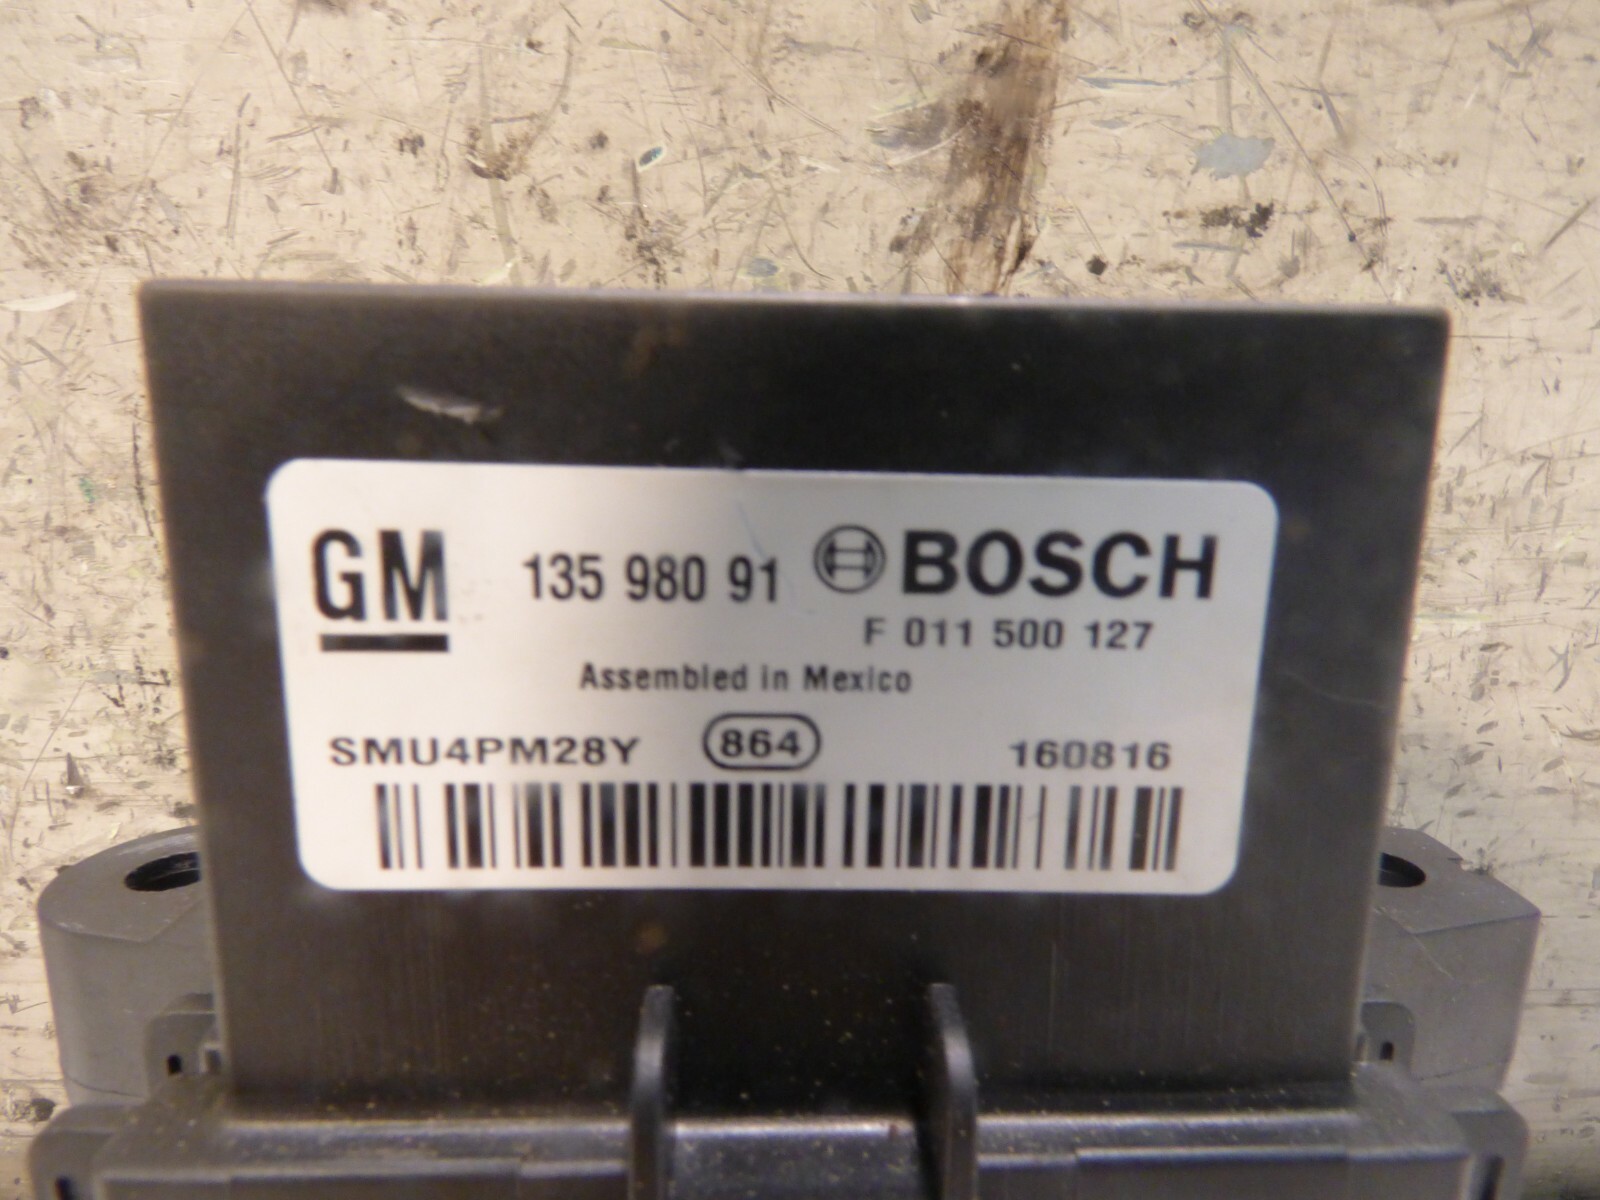 GM 135 980 91 BOSCH
F 011 500 127
Assembled in Mexico
SMU4PM28Y 864 160816